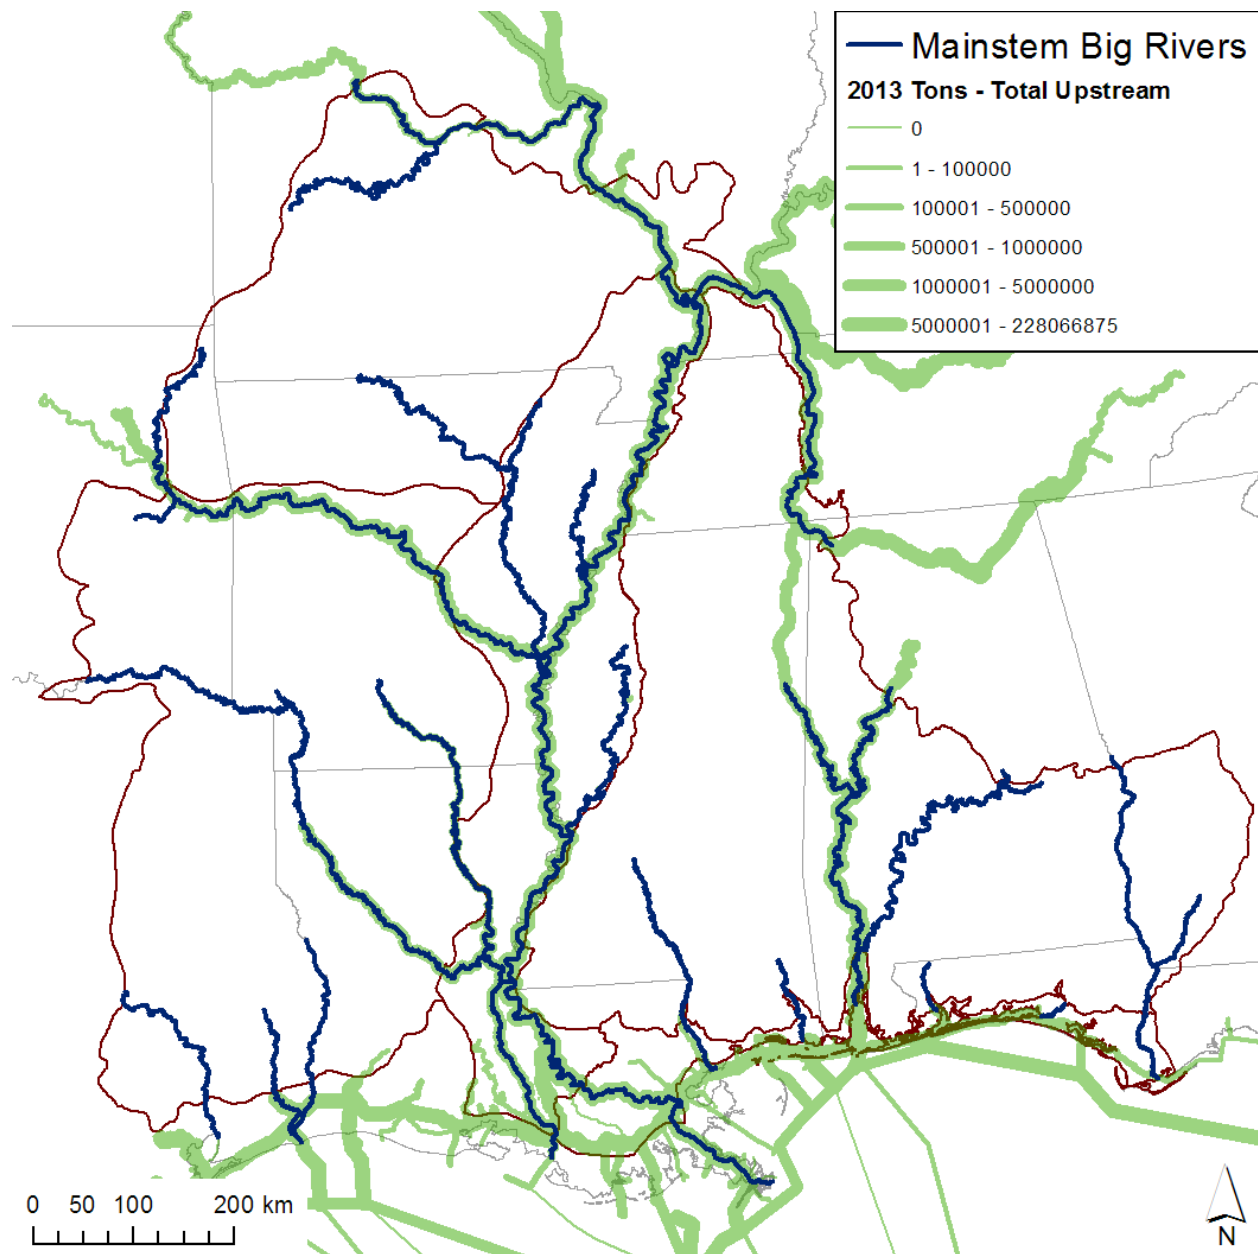 Mainstem Big Rivers
2013 Tons - Total Upstream
0
1 - 100000
100001 - 500000
500001 - 1000000
1000001 - 5000000
5000001 - 228066875
0 50 100 200 km
N